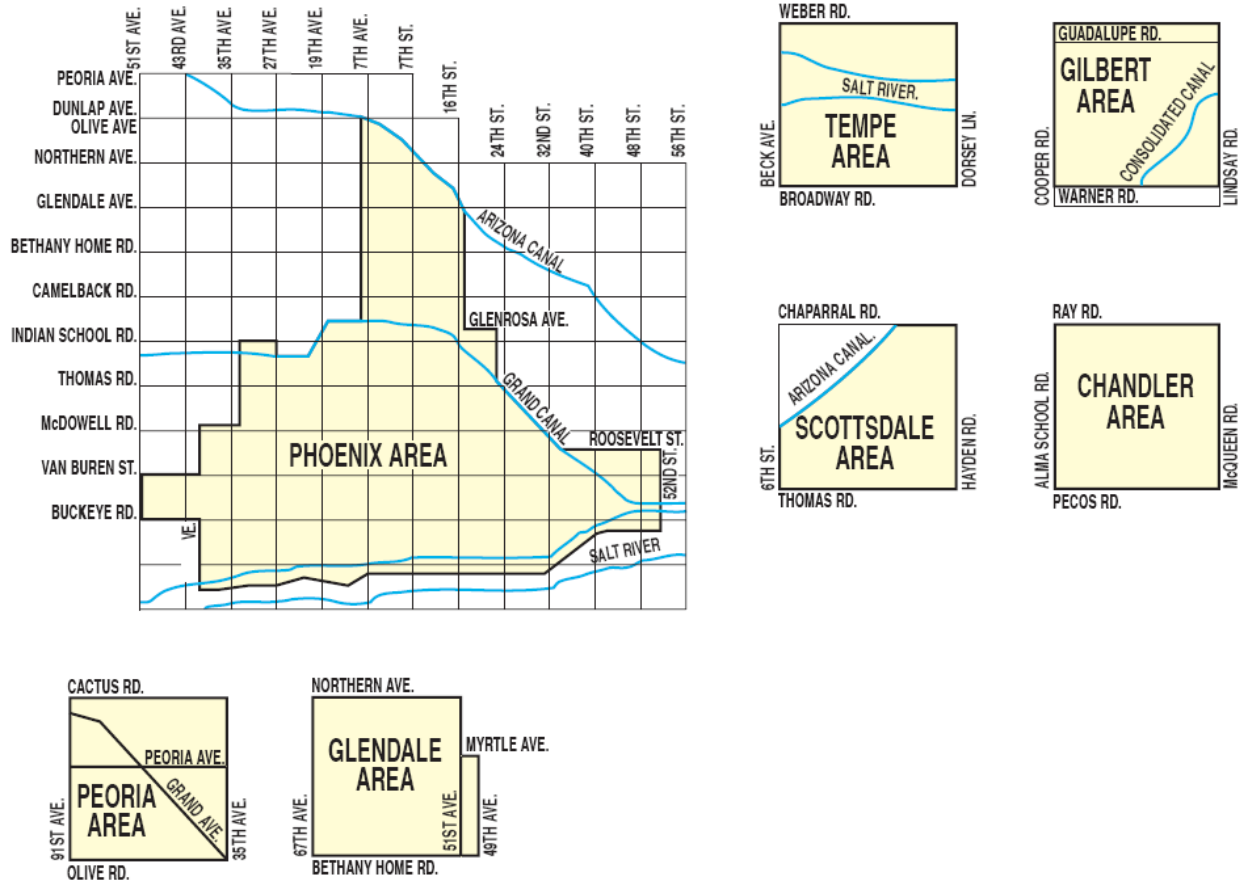 51ST AVE.
43RD AVE.
35TH AVE.
27TH AVE.
19TH AVE.
7TH AVE.
7TH ST.
16TH ST.
24TH ST.
32ND ST.
40TH ST.
48TH ST.
56TH ST.
PEORIA AVE.
DUNLAP AVE.
OLIVE AVE
NORTHERN AVE.
GLENDALE AVE.
BETHANY HOME RD.
CAMELBACK RD.
INDIAN SCHOOL RD.
THOMAS RD.
McDOWELL RD.
VAN BUREN ST.
BUCKEYE RD.
VE.
ARIZONA CANAL
GLENROSA AVE.
GRAND CANAL
ROOSEVELT ST.
52ND ST.
PHOENIX AREA
SALT RIVER
WEBER RD.
SALT RIVER.
TEMPE
AREA
BECK AVE.
DORSEY LN.
BROADWAY RD.
GUADALUPE RD.
GILBERT
AREA
CONSOLIDATED CANAL
COOPER RD.
LINDSAY RD.
WARNER RD.
CHAPARRAL RD.
ARIZONA CANAL.
SCOTTSDALE
AREA
6TH ST.
HAYDEN RD.
THOMAS RD.
RAY RD.
CHANDLER
AREA
ALMA SCHOOL RD.
McQUEEN RD.
PECOS RD.
CACTUS RD.
PEORIA AVE.
GRAND AVE.
PEORIA
AREA
91ST AVE.
35TH AVE.
OLIVE RD.
NORTHERN AVE.
GLENDALE
AREA
MYRTLE AVE.
67TH AVE.
51ST AVE.
49TH AVE.
BETHANY HOME RD.